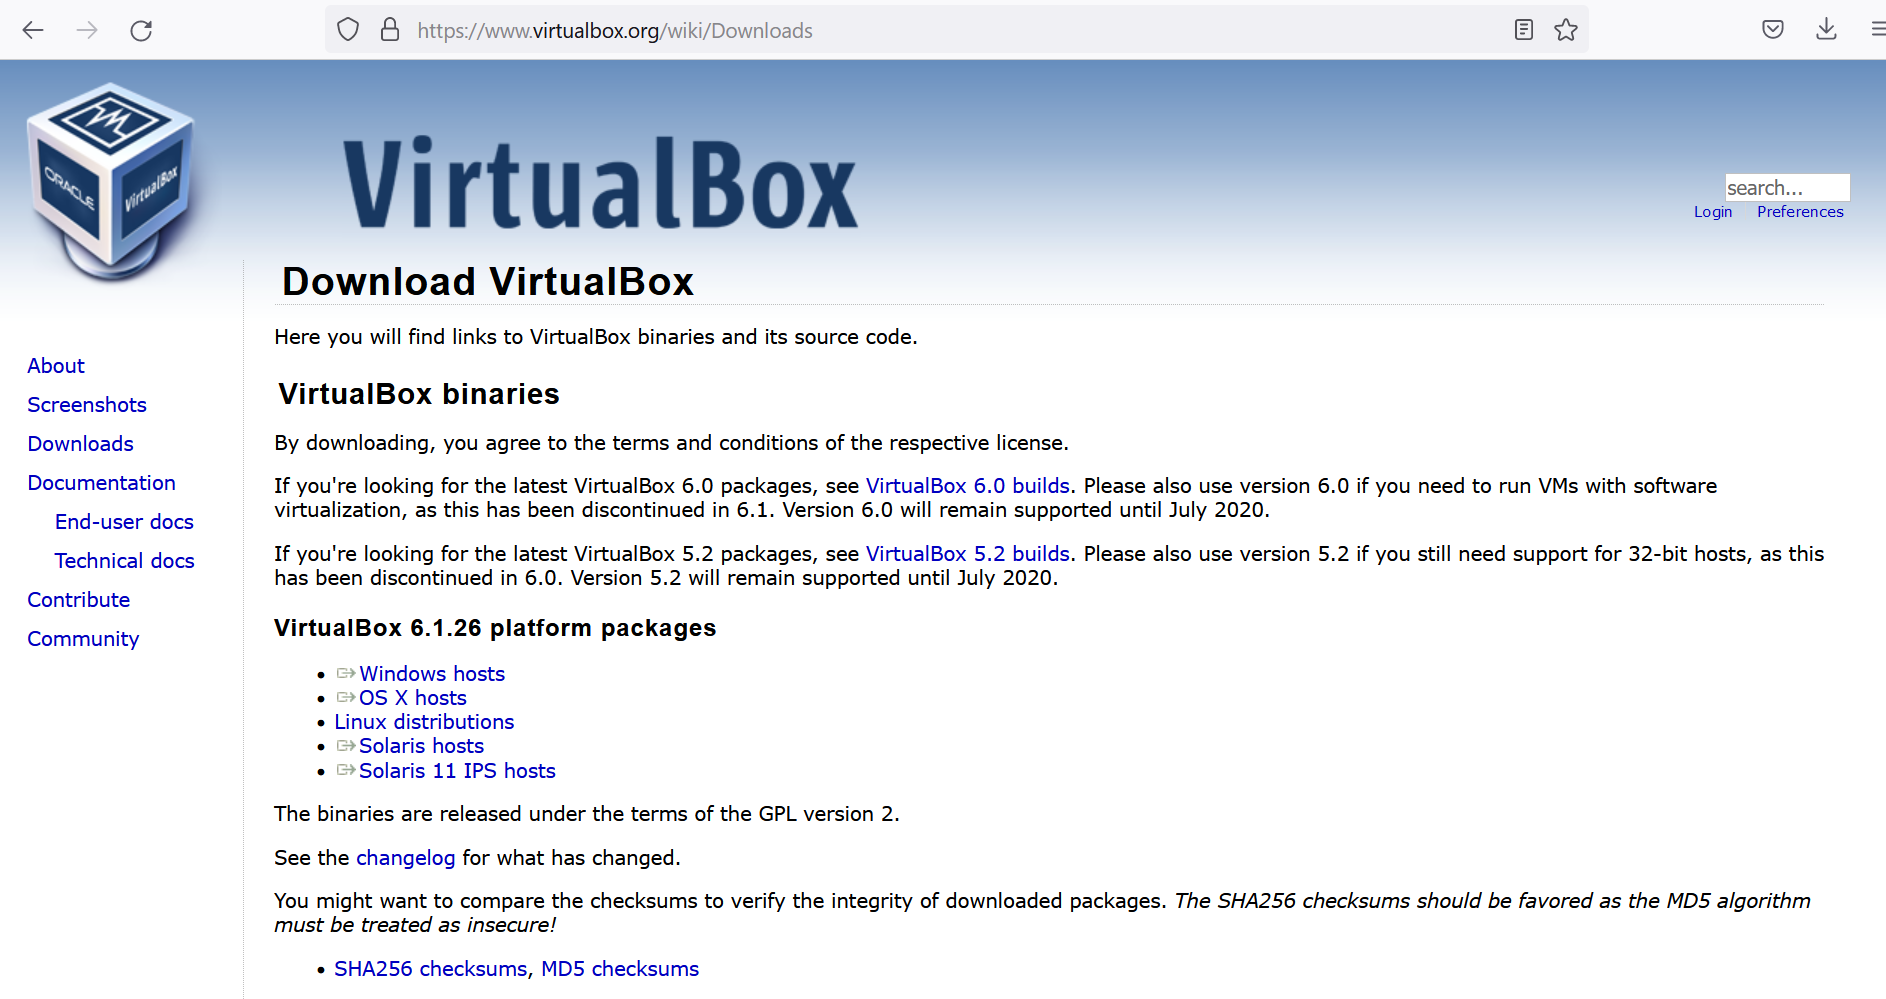 https://www.virtualbox.org/wiki/Downloads
ORACLE
VirtualBox
VirtualBox
search...
Login Preferences
Download VirtualBox
Here you will find links to VirtualBox binaries and its source code.
About
Screenshots
Downloads
Documentation
End-user docs
Technical docs
Contribute
Community
VirtualBox binaries
By downloading, you agree to the terms and conditions of the respective license.
If you're looking for the latest VirtualBox 6.0 packages, see VirtualBox 6.0 builds. Please also use version 6.0 if you need to run VMs with software
virtualization, as this has been discontinued in 6.1. Version 6.0 will remain supported until July 2020.
If you're looking for the latest VirtualBox 5.2 packages, see VirtualBox 5.2 builds. Please also use version 5.2 if you still need support for 32-bit hosts, as this
has been discontinued in 6.0. Version 5.2 will remain supported until July 2020.
VirtualBox 6.1.26 platform packages
Windows hosts
OS X hosts
Linux distributions
Solaris hosts
Solaris 11 IPS hosts
The binaries are released under the terms of the GPL version 2.
See the changelog for what has changed.
You might want to compare the checksums to verify the integrity of downloaded packages. The SHA256 checksums should be favored as the MD5 algorithm
must be treated as insecure!
SHA256 checksums, MD5 checksums